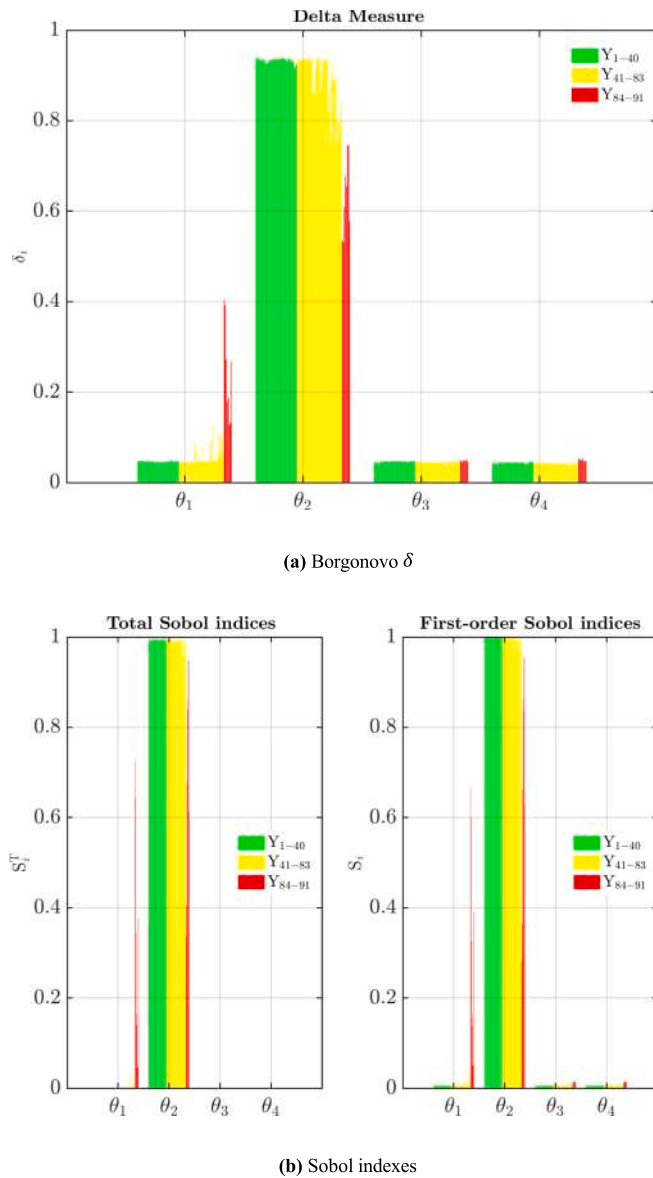 Delta Measure
1
0.8
0.6
0.4
0.2
0
δᵢ
Y₁₋₄₀
Y₄₁₋₈₃
Y₈₄₋₉₁
θ₁ θ₂ θ₃ θ₄
(a) Borgonovo δ
Total Sobol indices
1
0.8
0.6
0.4
0.2
0
Sᵢᵀ
Y₁₋₄₀
Y₄₁₋₈₃
Y₈₄₋₉₁
θ₁ θ₂ θ₃ θ₄
First-order Sobol indices
1
0.8
0.6
0.4
0.2
0
Sᵢ
Y₁₋₄₀
Y₄₁₋₈₃
Y₈₄₋₉₁
θ₁ θ₂ θ₃ θ₄
(b) Sobol indexes